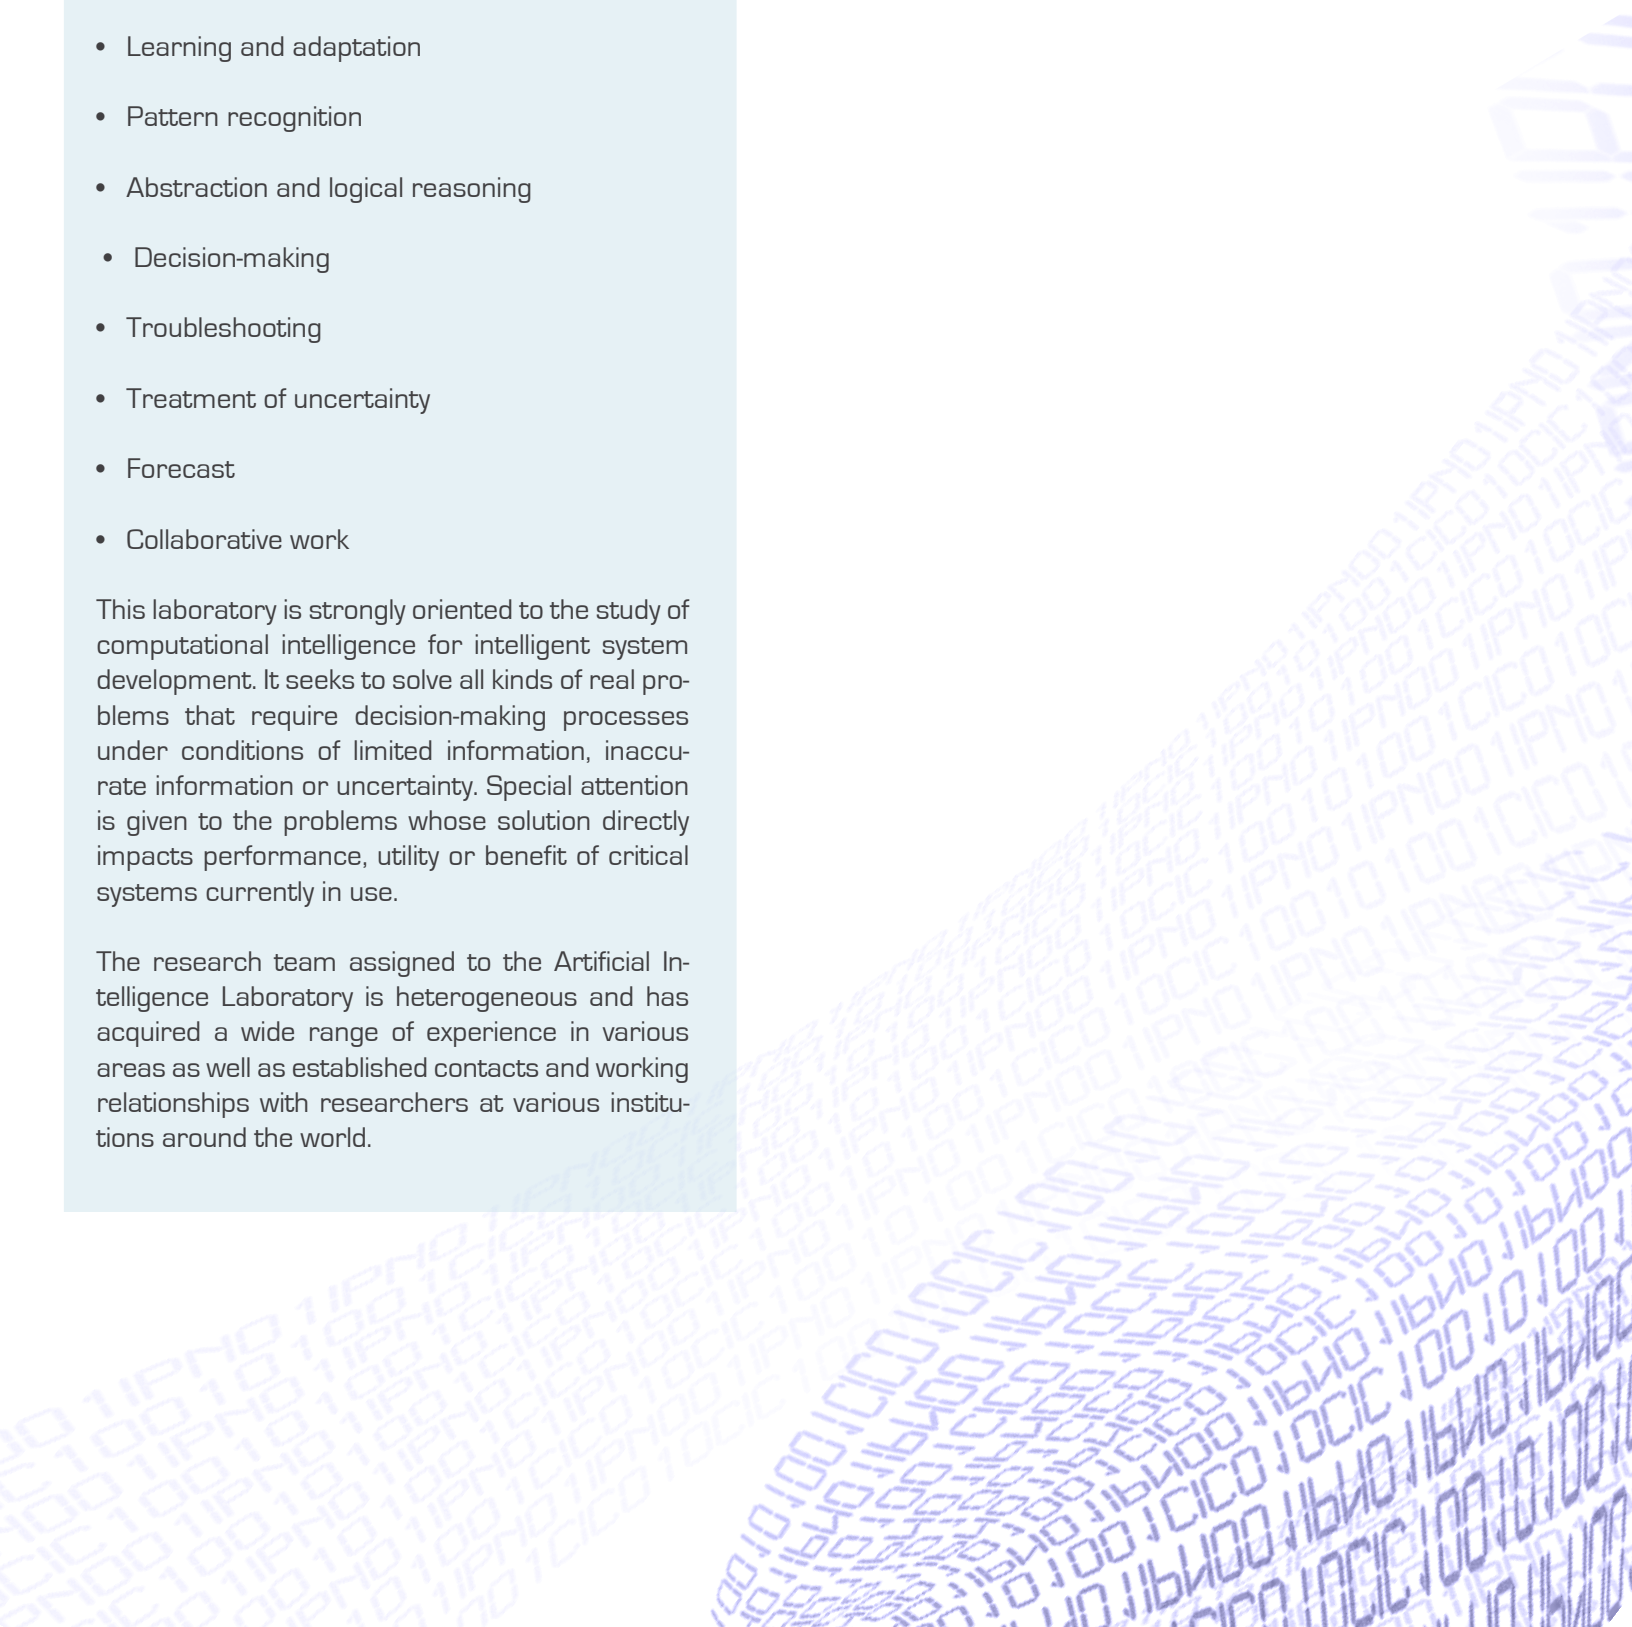 • Learning and adaptation
• Pattern recognition
• Abstraction and logical reasoning
• Decision-making
• Troubleshooting
• Treatment of uncertainty
• Forecast
• Collaborative work
This laboratory is strongly oriented to the study of
computational intelligence for intelligent system
development. It seeks to solve all kinds of real pro-
blems that require decision-making processes
under conditions of limited information, inaccu-
rate information or uncertainty. Special attention
is given to the problems whose solution directly
impacts performance, utility or benefit of critical
systems currently in use.
The research team assigned to the Artificial In-
telligence Laboratory is heterogeneous and has
acquired a wide range of experience in various
areas as well as established contacts and working
relationships with researchers at various institu-
tions around the world.